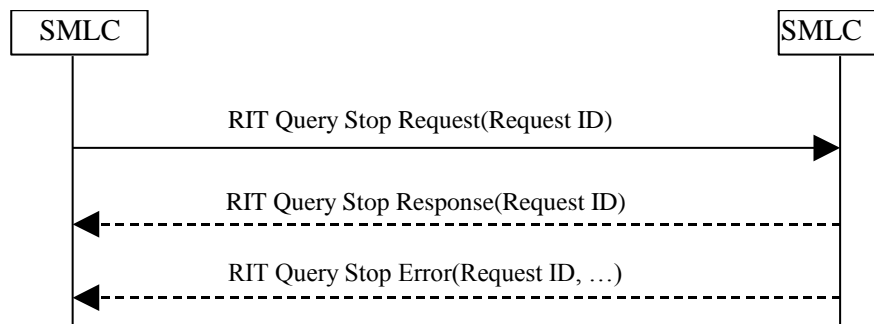 SMLC
SMLC
RIT Query Stop Request(Request ID)
RIT Query Stop Response(Request ID)
RIT Query Stop Error(Request ID, …)